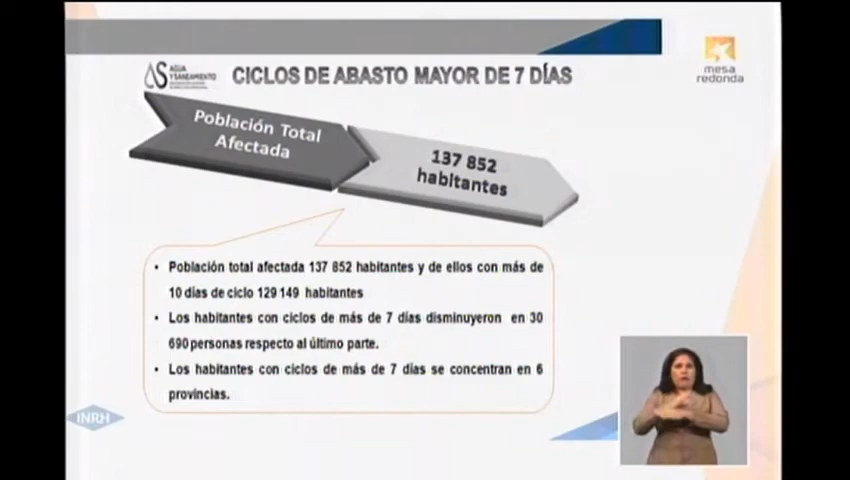 mesa
redonda
AS AGUA
Y SANEAMIENTO
CICLOS DE ABASTO MAYOR DE 7 DÍAS
Población Total
Afectada
137 852
habitantes
• Población total afectada 137 852 habitantes y de ellos con más de
10 días de ciclo 129 149 habitantes
• Los habitantes con ciclos de más de 7 días disminuyeron en 30
690 personas respecto al último parte.
• Los habitantes con ciclos de más de 7 días se concentran en 6
provincias.
INRH